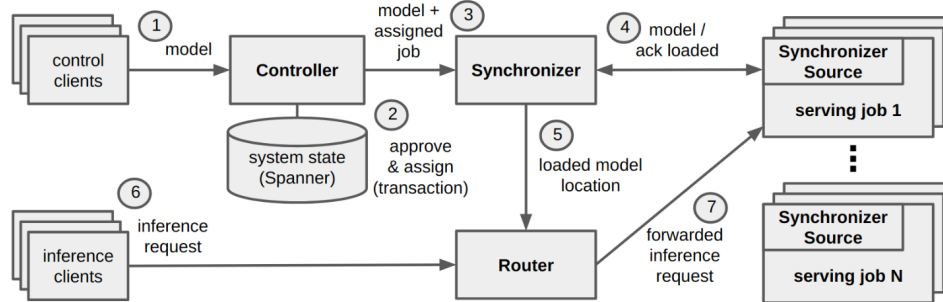 1
model
control
clients
Controller
model +
assigned
job
3
Synchronizer
4
model /
ack loaded
Synchronizer
Source
serving job 1
system state
(Spanner)
2
approve
& assign
(transaction)
5
loaded model
location
6
inference
request
inference
clients
Router
7
forwarded
inference
request
Synchronizer
Source
serving job N